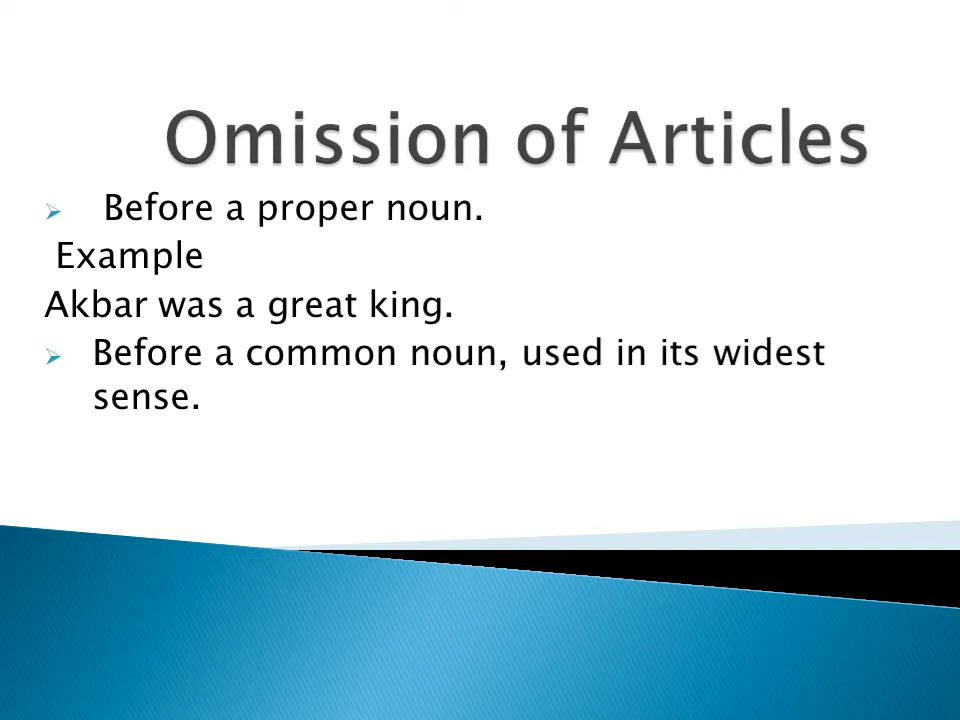 Omission of Articles
Before a proper noun.
Example
Akbar was a great king.
Before a common noun, used in its widest
sense.